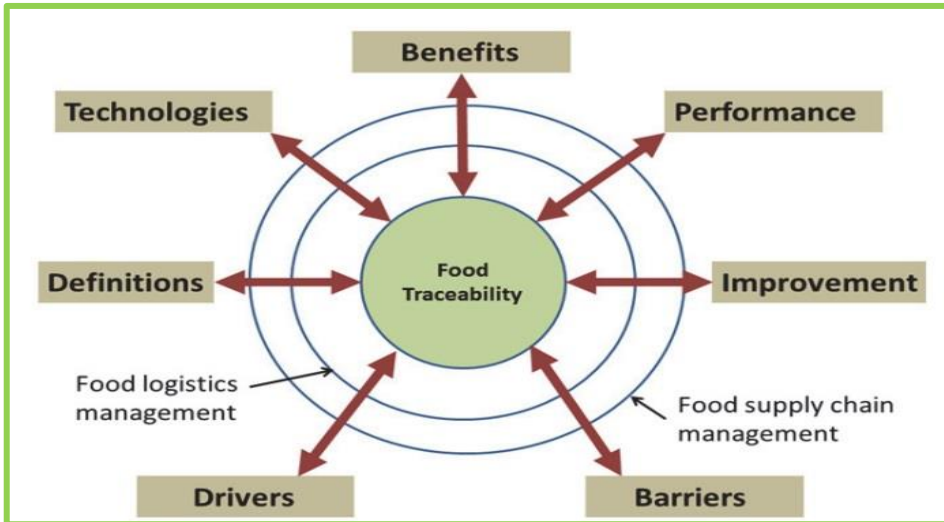 Benefits
Technologies
Performance
Food
Traceability
Definitions
Improvement
Food logistics
management
Food supply chain
management
Drivers
Barriers